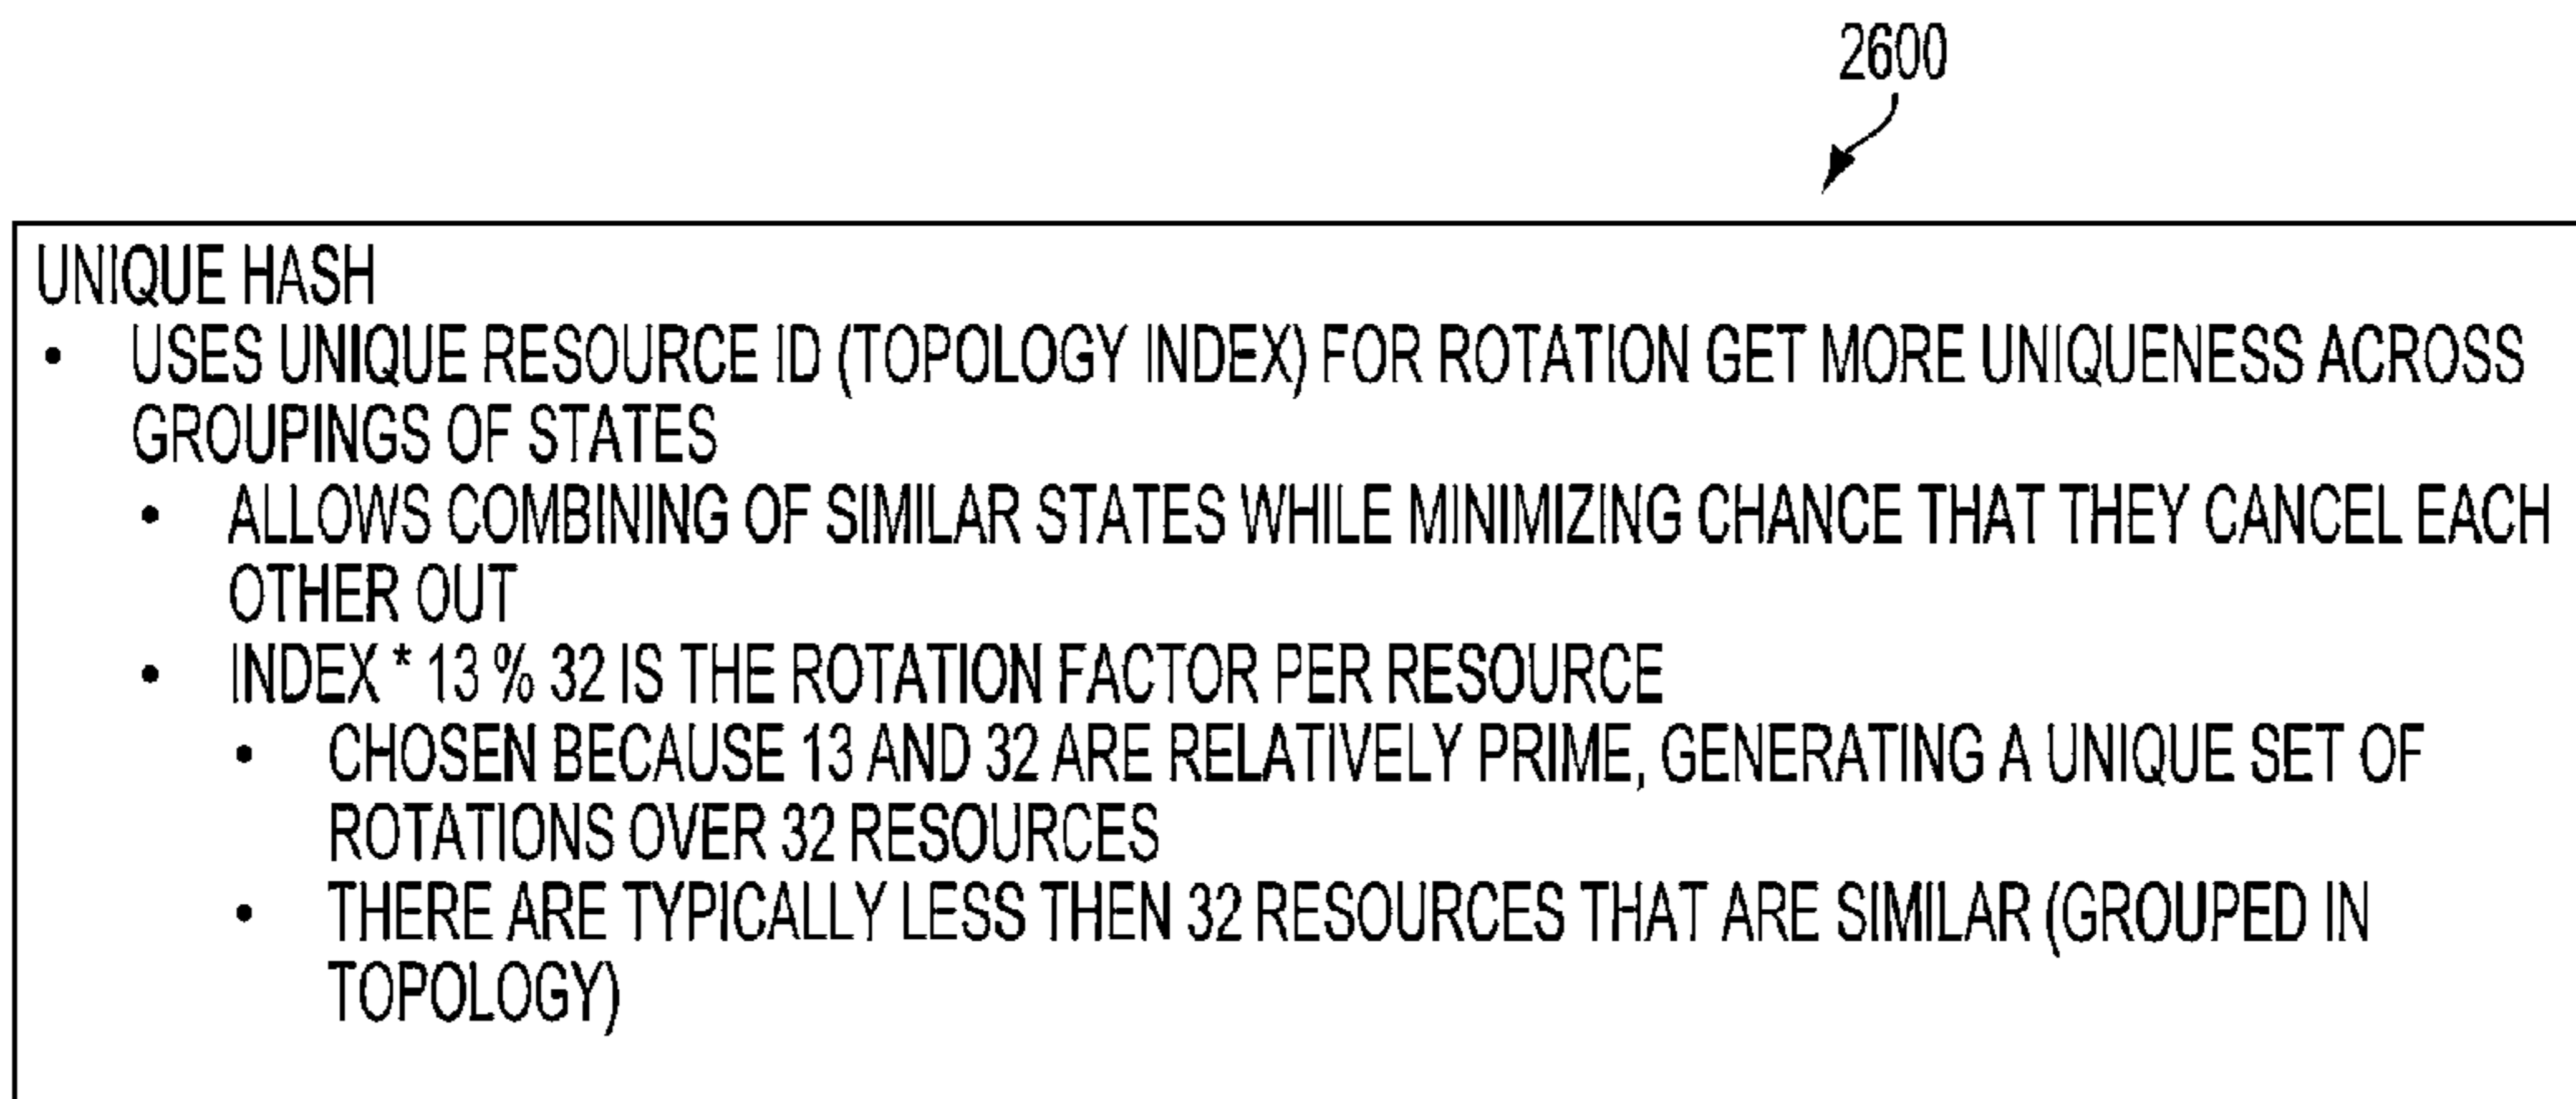 2600
UNIQUE HASH
• USES UNIQUE RESOURCE ID (TOPOLOGY INDEX) FOR ROTATION GET MORE UNIQUENESS ACROSS
GROUPINGS OF STATES
• ALLOWS COMBINING OF SIMILAR STATES WHILE MINIMIZING CHANCE THAT THEY CANCEL EACH
OTHER OUT
• INDEX * 13 % 32 IS THE ROTATION FACTOR PER RESOURCE
• CHOSEN BECAUSE 13 AND 32 ARE RELATIVELY PRIME, GENERATING A UNIQUE SET OF
ROTATIONS OVER 32 RESOURCES
• THERE ARE TYPICALLY LESS THEN 32 RESOURCES THAT ARE SIMILAR (GROUPED IN
TOPOLOGY)